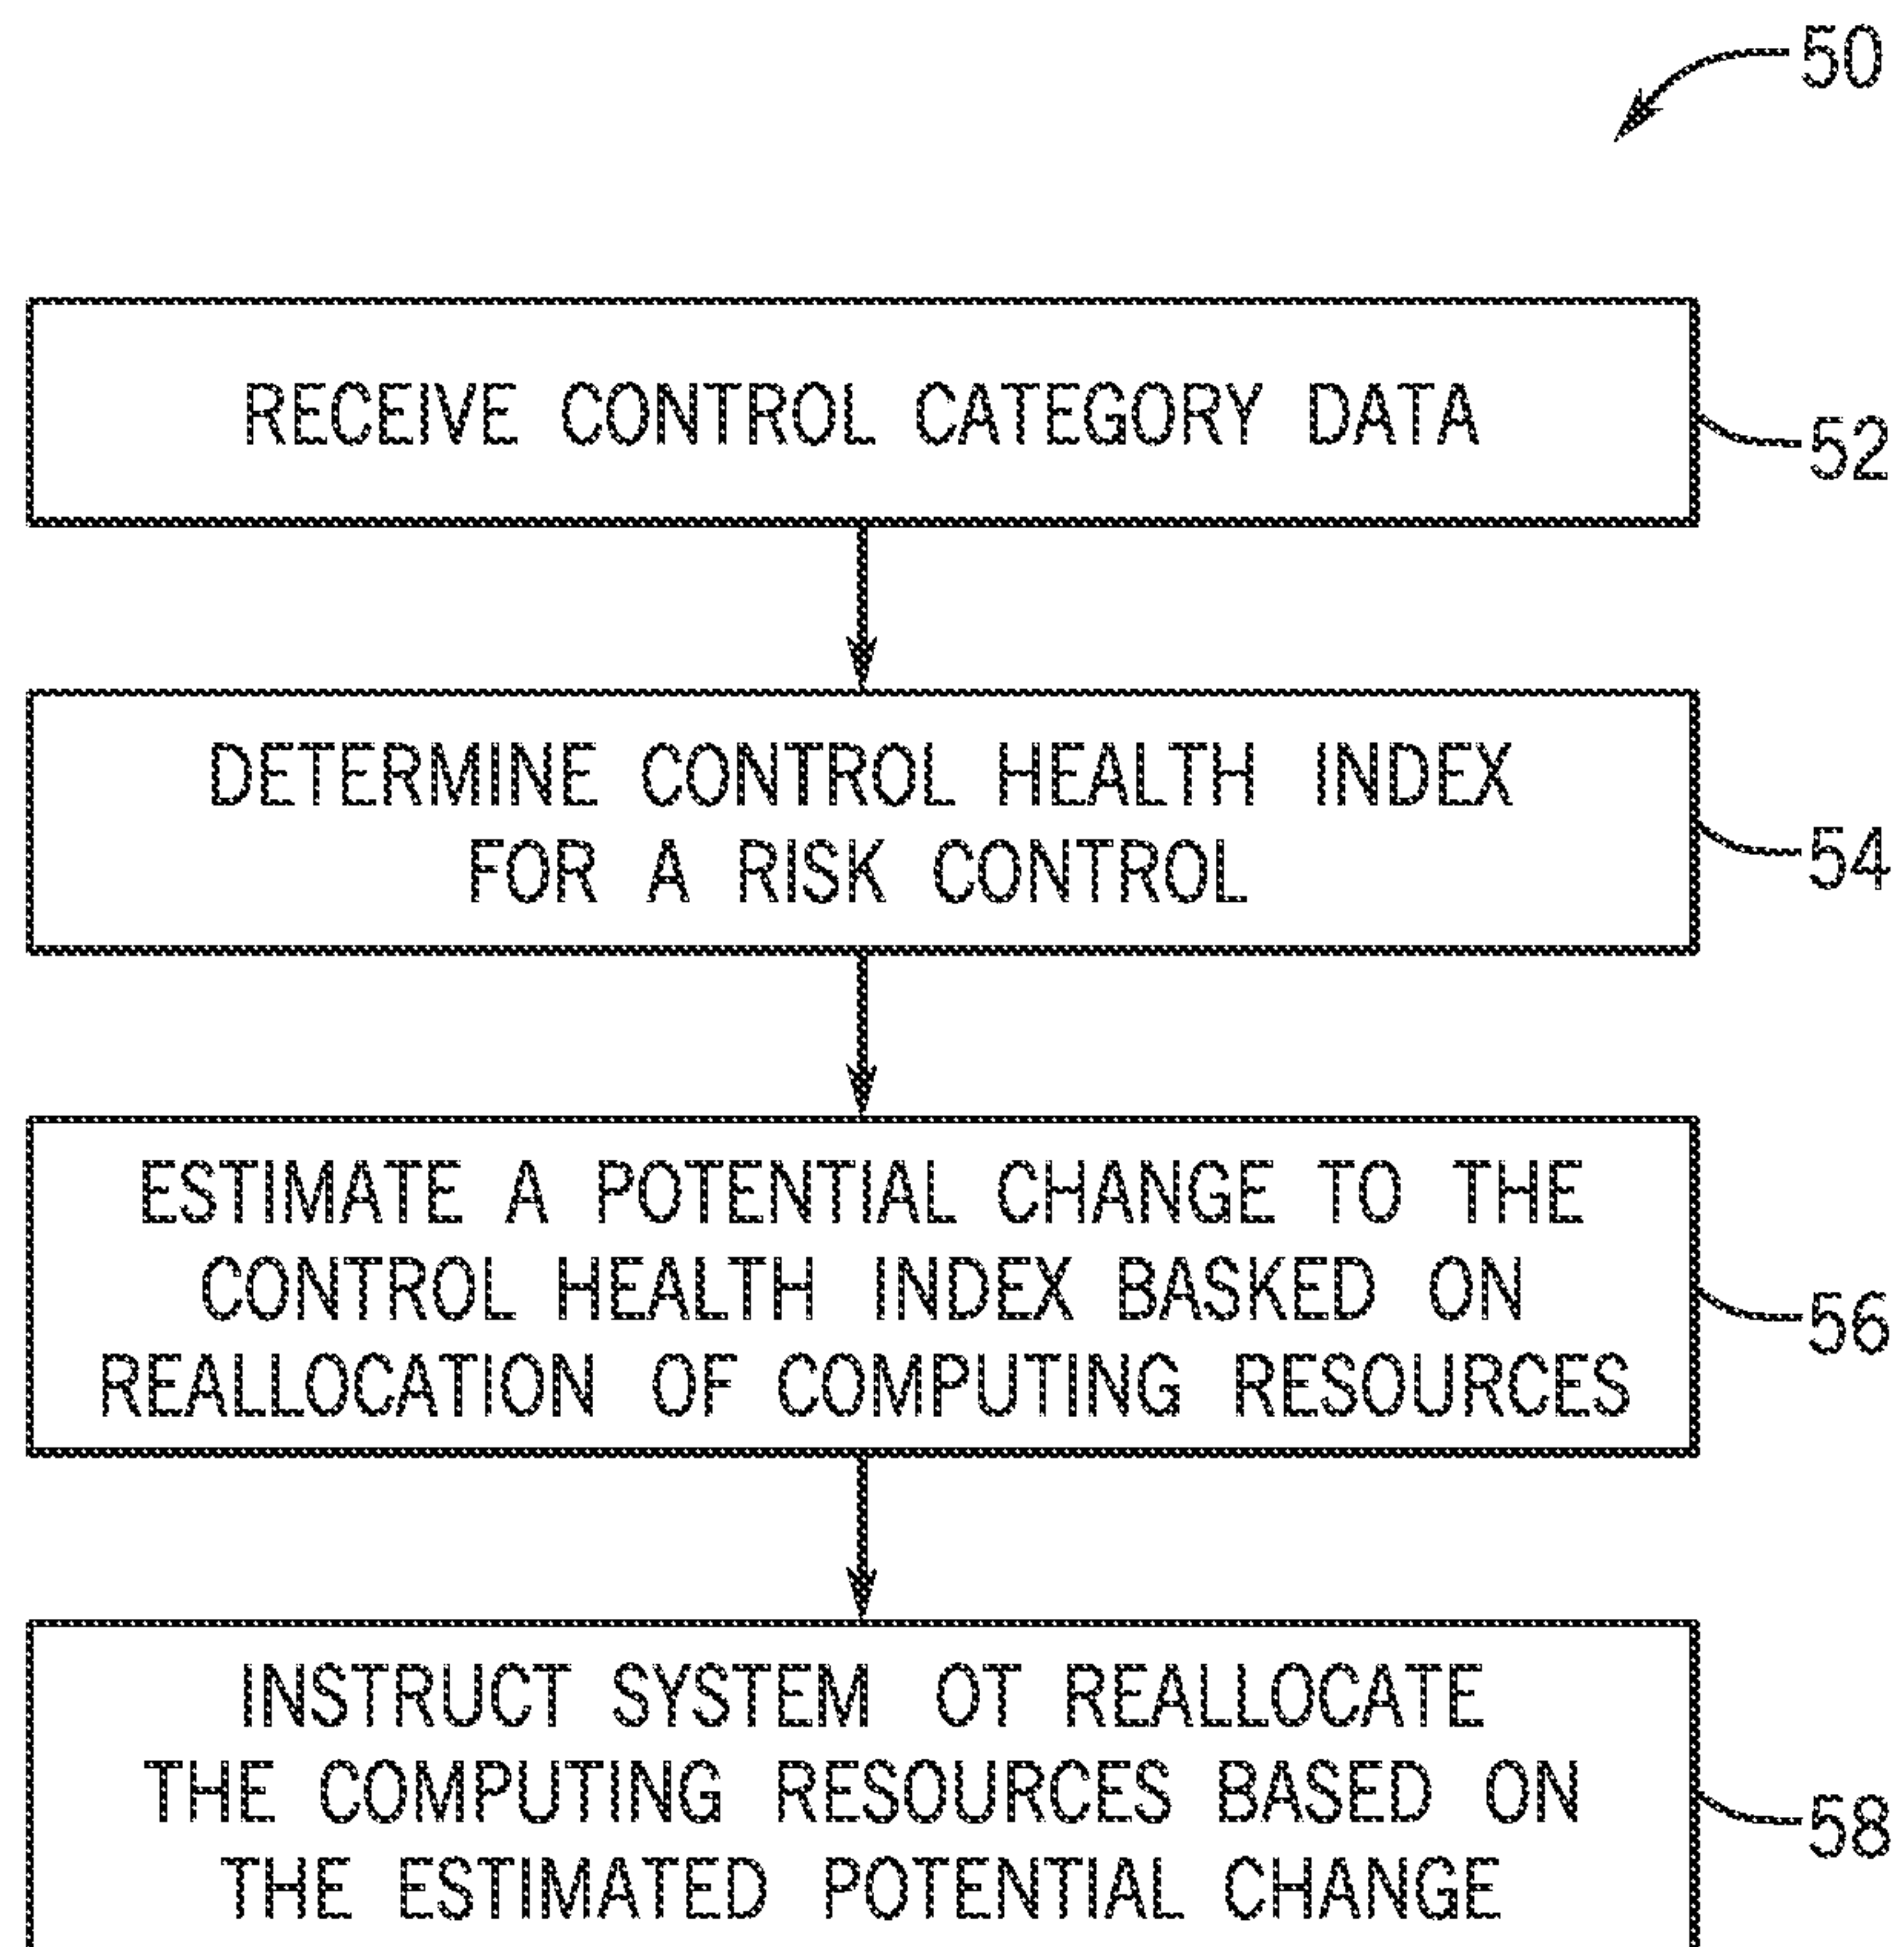 50
RECEIVE CONTROL CATEGORY DATA
52
DETERMINE CONTROL HEALTH INDEX
FOR A RISK CONTROL
54
ESTIMATE A POTENTIAL CHANGE TO THE
CONTROL HEALTH INDEX BASKED ON
REALLOCATION OF COMPUTING RESOURCES
56
INSTRUCT SYSTEM OT REALLOCATE
THE COMPUTING RESOURCES BASED ON
THE ESTIMATED POTENTIAL CHANGE
58